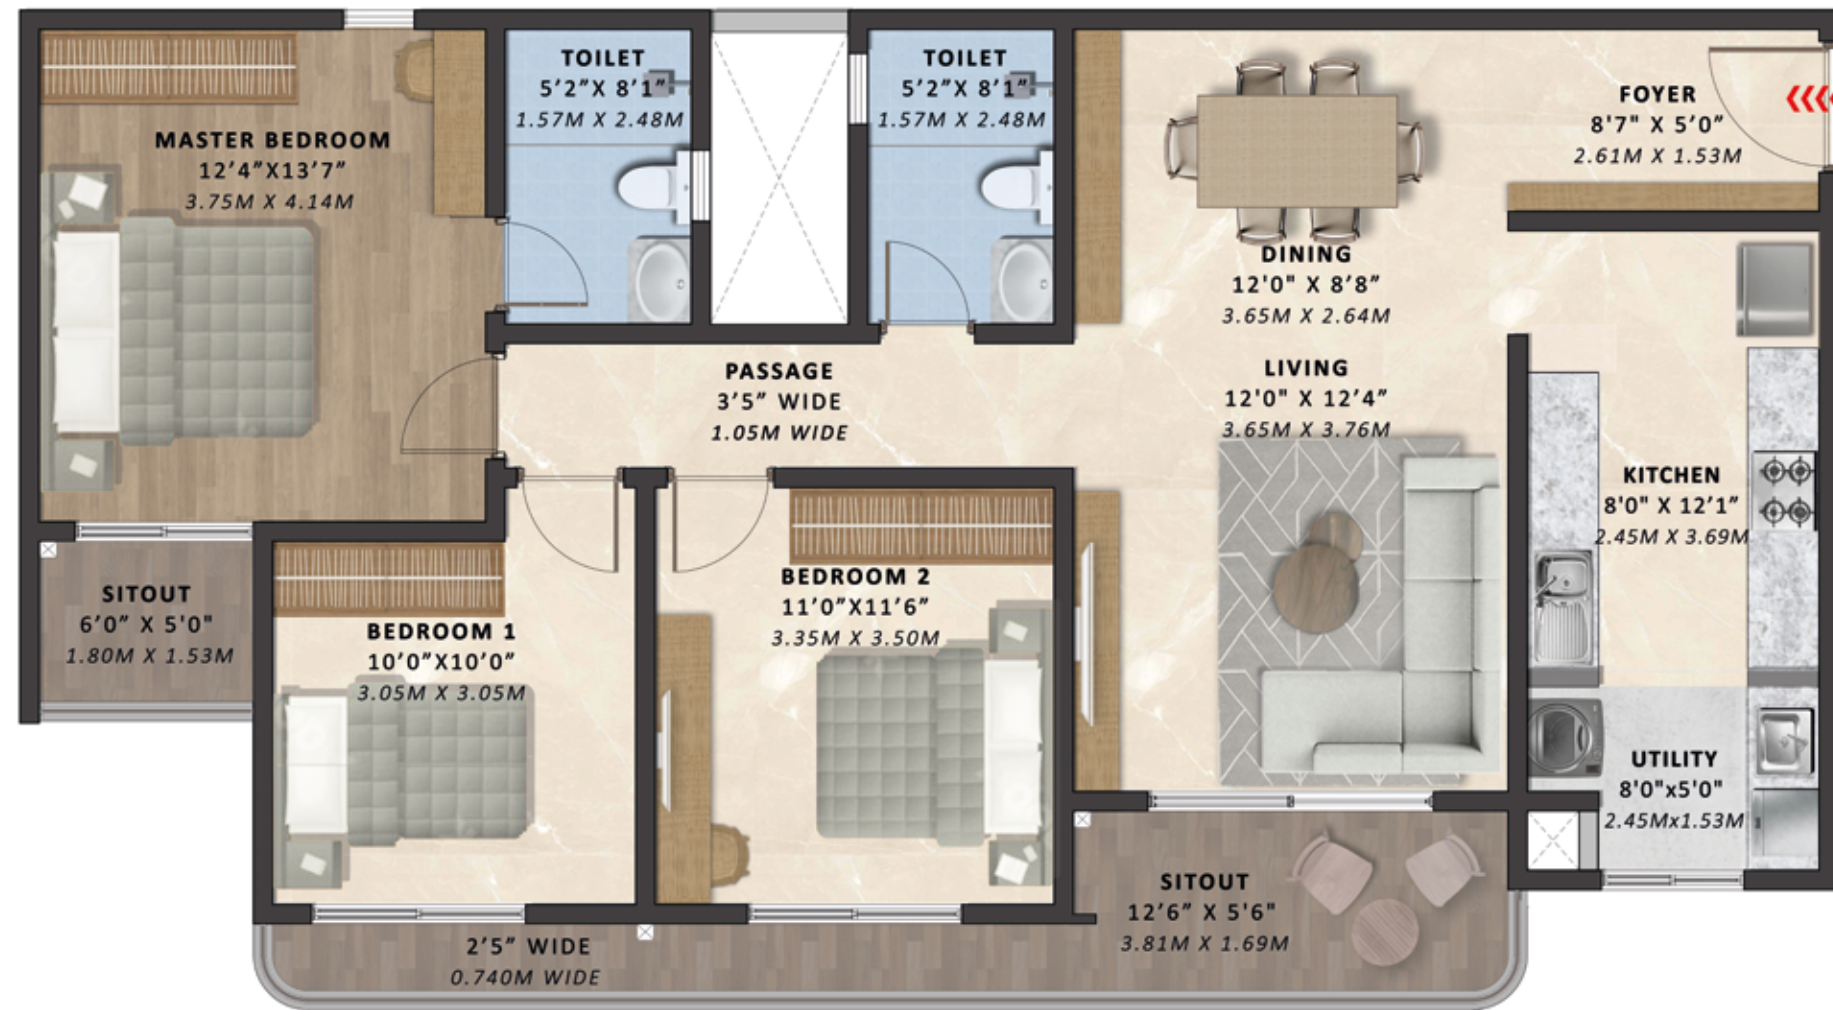 TOILET
5'2”X 8'1”
1.57M X 2.48M
TOILET
5'2”X 8'1”
1.57M X 2.48M
FOYER
8'7" X 5'0”
2.61M X 1.53M
MASTER BEDROOM
12'4”X13'7”
3.75M X 4.14M
DINING
12'0" X 8'8”
3.65M X 2.64M
PASSAGE
3'5” WIDE
1.05M WIDE
LIVING
12'0" X 12'4”
3.65M X 3.76M
KITCHEN
8'0" X 12'1”
2.45M X 3.69M
SITOUT
6'0” X 5'0"
1.80M X 1.53M
BEDROOM 1
10'0”X10'0”
3.05M X 3.05M
BEDROOM 2
11'0”X11'6”
3.35M X 3.50M
UTILITY
8'0"x5'0"
2.45Mx1.53M
SITOUT
12'6” X 5'6"
3.81M X 1.69M
2'5” WIDE
0.740M WIDE